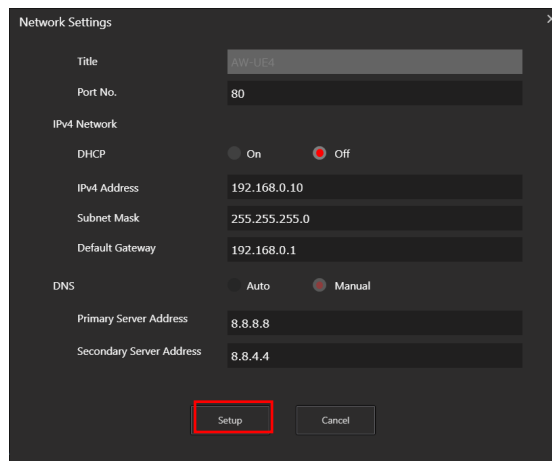 Network Settings
Title AW-UE4
Port No. 80
IPv4 Network
DHCP On Off
IPv4 Address 192.168.0.10
Subnet Mask 255.255.255.0
Default Gateway 192.168.0.1
DNS Auto Manual
Primary Server Address 8.8.8.8
Secondary Server Address 8.8.4.4
Setup Cancel